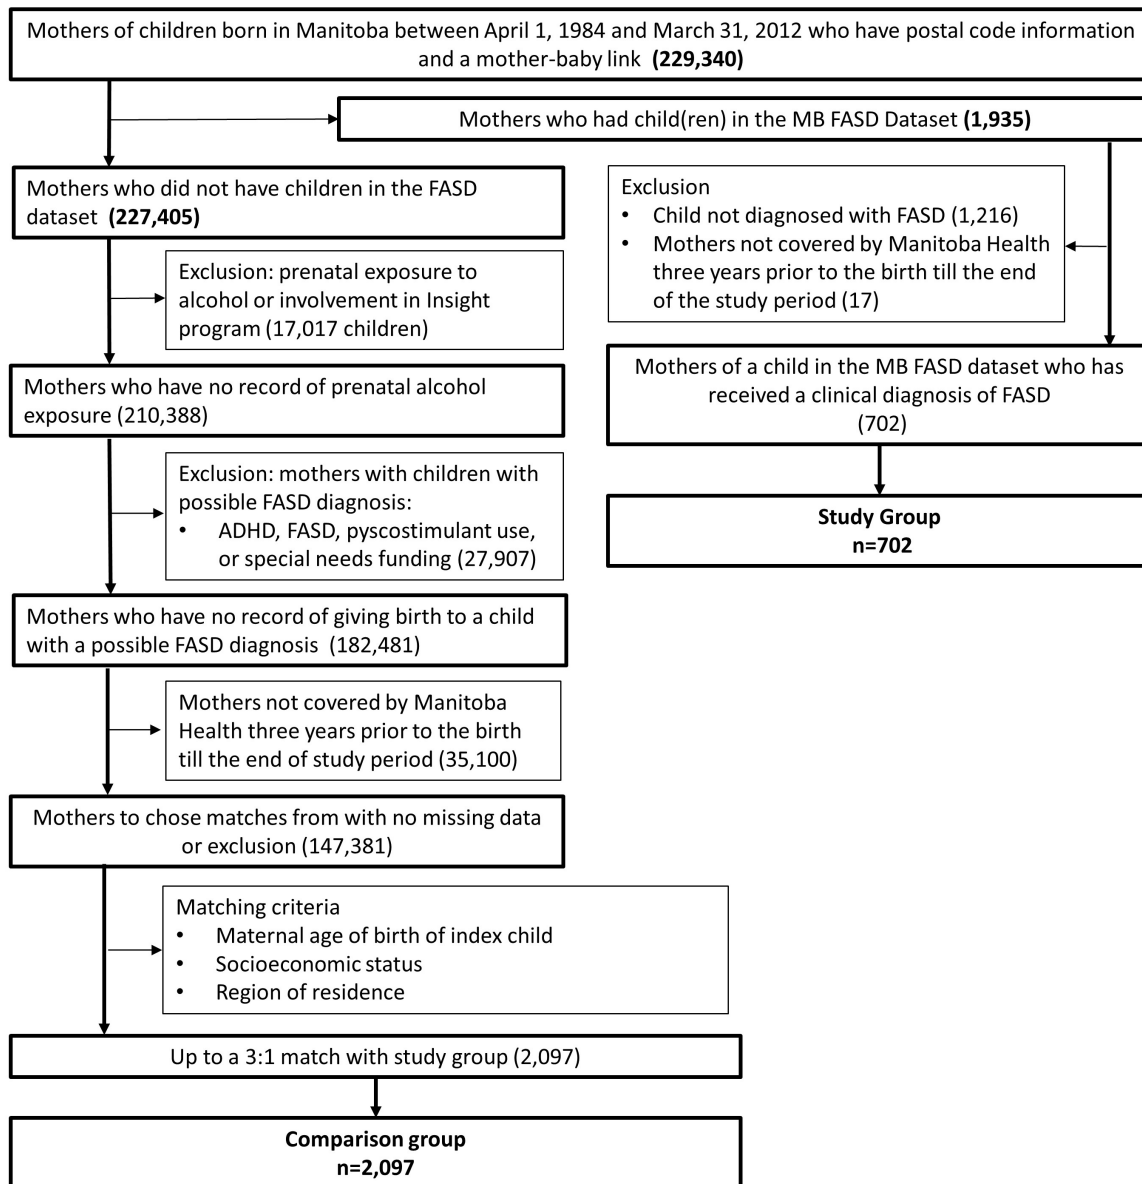 Mothers of children born in Manitoba between April 1, 1984 and March 31, 2012 who have postal code information
and a mother-baby link (229,340)
Mothers who had child(ren) in the MB FASD Dataset (1,935)
Mothers who did not have children in the FASD
dataset (227,405)
Exclusion
• Child not diagnosed with FASD (1,216)
• Mothers not covered by Manitoba Health
three years prior to the birth till the end
of the study period (17)
Exclusion: prenatal exposure to
alcohol or involvement in Insight
program (17,017 children)
Mothers of a child in the MB FASD dataset who has
received a clinical diagnosis of FASD
(702)
Mothers who have no record of prenatal alcohol
exposure (210,388)
Exclusion: mothers with children with
possible FASD diagnosis:
• ADHD, FASD, pyscostimulant use,
or special needs funding (27,907)
Study Group
n=702
Mothers who have no record of giving birth to a child
with a possible FASD diagnosis (182,481)
Mothers not covered by Manitoba
Health three years prior to the birth
till the end of study period (35,100)
Mothers to chose matches from with no missing data
or exclusion (147,381)
Matching criteria
• Maternal age of birth of index child
• Socioeconomic status
• Region of residence
Up to a 3:1 match with study group (2,097)
Comparison group
n=2,097